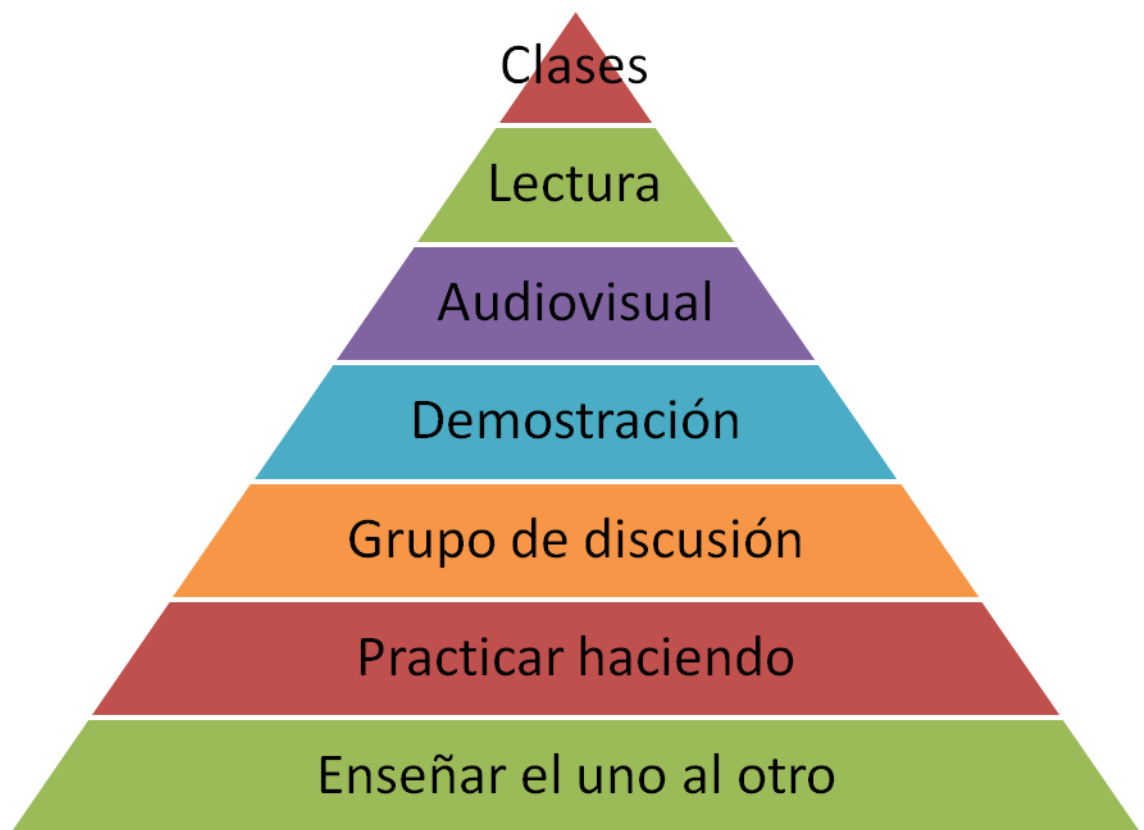 Clases
Lectura
Audiovisual
Demostración
Grupo de discusión
Practicar haciendo
Enseñar el uno al otro